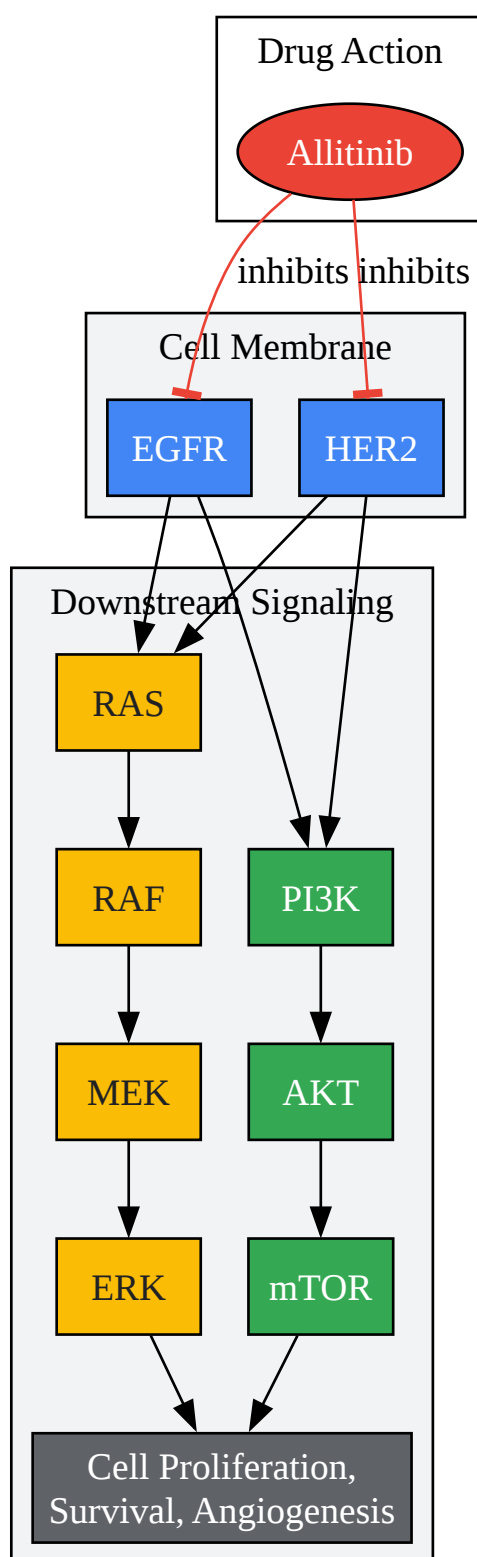 Drug Action
Allitinib
inhibits inhibits
Cell Membrane
EGFR
HER2
Downstream Signaling
RAS
RAF
PI3K
MEK
AKT
ERK
mTOR
Cell Proliferation,
Survival, Angiogenesis